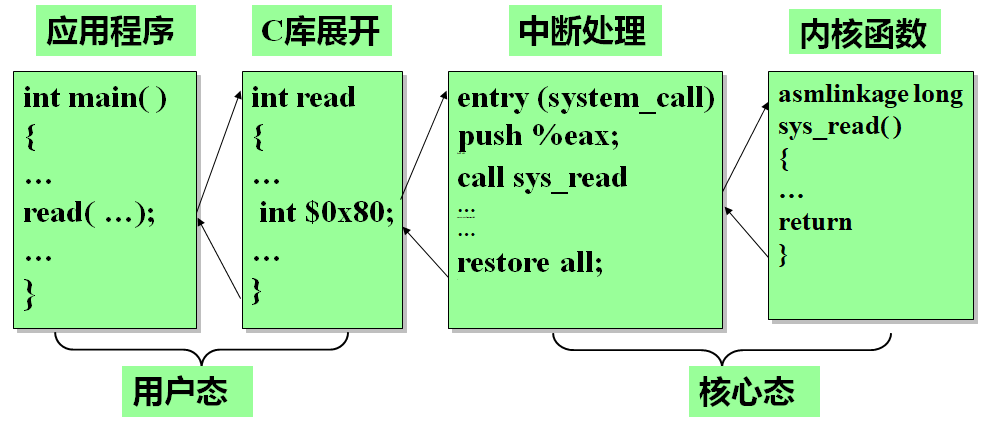 应用程序
int main( )
{
…
read( …);
…
}
C库展开
int read
{
…
int $0x80;
…
}
中断处理
entry (system_call)
push %eax;
…
call sys_read
…
…
restore all;
内核函数
asmlinkage long
sys_read( )
{
…
return
}
用户态
核心态